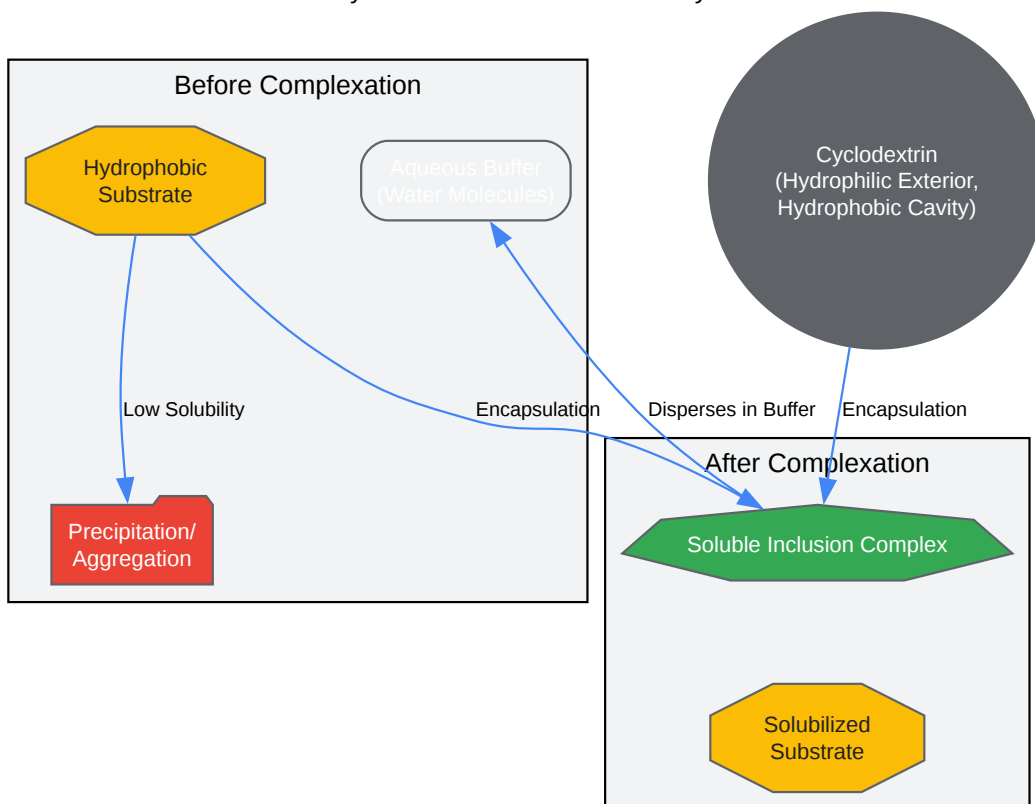 Before Complexation
Hydrophobic
Substrate
Aqueous Buffer
(Water Molecules)
Cyclodextrin
(Hydrophilic Exterior,
Hydrophobic Cavity)
Low Solubility
Encapsulation
Disperses in Buffer
Encapsulation
After Complexation
Precipitation/
Aggregation
Soluble Inclusion Complex
Solubilized
Substrate